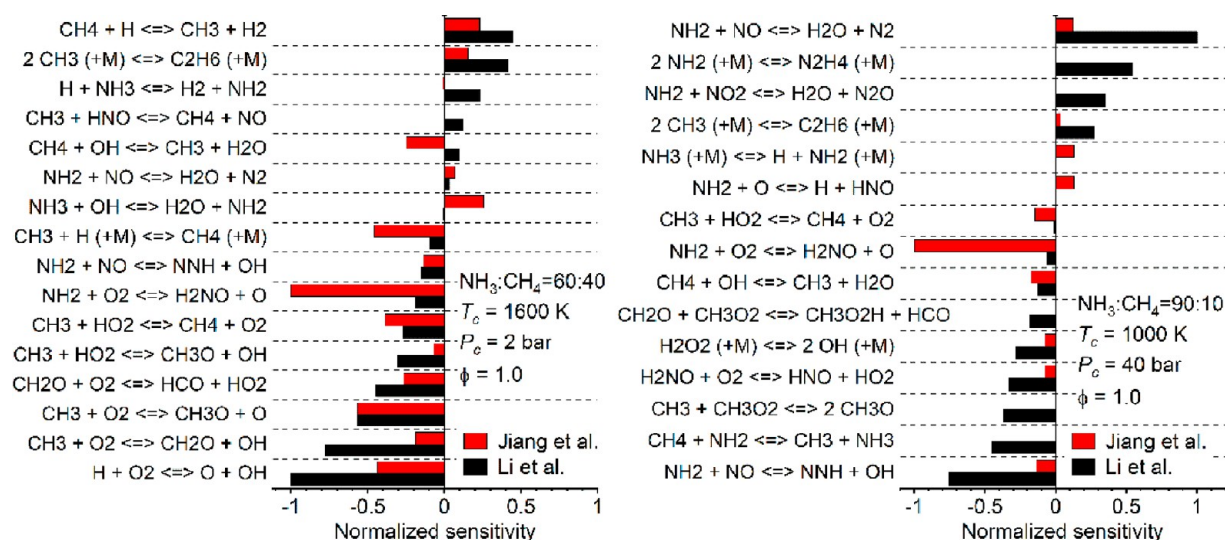 CH4 + H <=> CH3 + H2
2 CH3 (+M) <=> C2H6 (+M)
H + NH3 <=> H2 + NH2
CH3 + HNO <=> CH4 + NO
CH4 + OH <=> CH3 + H2O
NH2 + NO <=> H2O + N2
NH3 + OH <=> H2O + NH2
CH3 + H (+M) <=> CH4 (+M)
NH2 + NO <=> NNH + OH
NH2 + O2 <=> H2NO + O
CH3 + HO2 <=> CH4 + O2
CH3 + HO2 <=> CH3O + OH
CH2O + O2 <=> HCO + HO2
CH3 + O2 <=> CH3O + O
CH3 + O2 <=> CH2O + OH
H + O2 <=> O + OH
NH₃:CH₄=60:40
T꜀ = 1600 K
P꜀ = 2 bar
ϕ = 1.0
Jiang et al.
Li et al.
-1 -0.5 0 0.5 1
Normalized sensitivity
NH2 + NO <=> H2O + N2
2 NH2 (+M) <=> N2H4 (+M)
NH2 + NO2 <=> H2O + N2O
2 CH3 (+M) <=> C2H6 (+M)
NH3 (+M) <=> H + NH2 (+M)
NH2 + O <=> H + HNO
CH3 + HO2 <=> CH4 + O2
NH2 + O2 <=> H2NO + O
CH4 + OH <=> CH3 + H2O
CH2O + CH3O2 <=> CH3O2H + HCO
H2O2 (+M) <=> 2 OH (+M)
H2NO + O2 <=> HNO + HO2
CH3 + CH3O2 <=> 2 CH3O
CH4 + NH2 <=> CH3 + NH3
NH2 + NO <=> NNH + OH
NH₃:CH₄=90:10
T꜀ = 1000 K
P꜀ = 40 bar
ϕ = 1.0
Jiang et al.
Li et al.
-1 -0.5 0 0.5 1
Normalized sensitivity